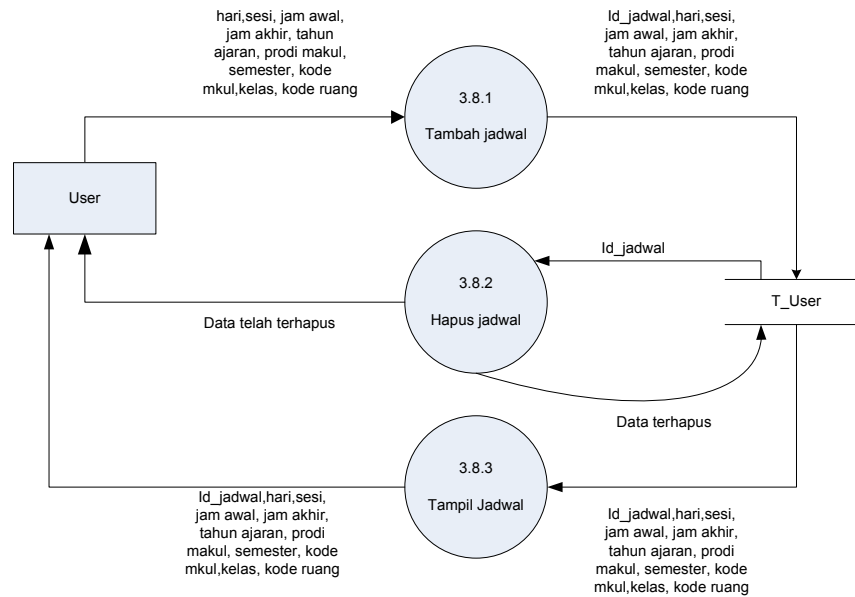 hari,sesi, jam awal,
jam akhir, tahun
ajaran, prodi makul,
semester, kode
mkul,kelas, kode ruang
Id_jadwal,hari,sesi,
jam awal, jam akhir,
tahun ajaran, prodi
makul, semester, kode
mkul,kelas, kode ruang
3.8.1
Tambah jadwal
User
Id_jadwal
3.8.2
Hapus jadwal
T_User
Data telah terhapus
Data terhapus
3.8.3
Tampil Jadwal
Id_jadwal,hari,sesi,
jam awal, jam akhir,
tahun ajaran, prodi
makul, semester, kode
mkul,kelas, kode ruang
Id_jadwal,hari,sesi,
jam awal, jam akhir,
tahun ajaran, prodi
makul, semester, kode
mkul,kelas, kode ruang